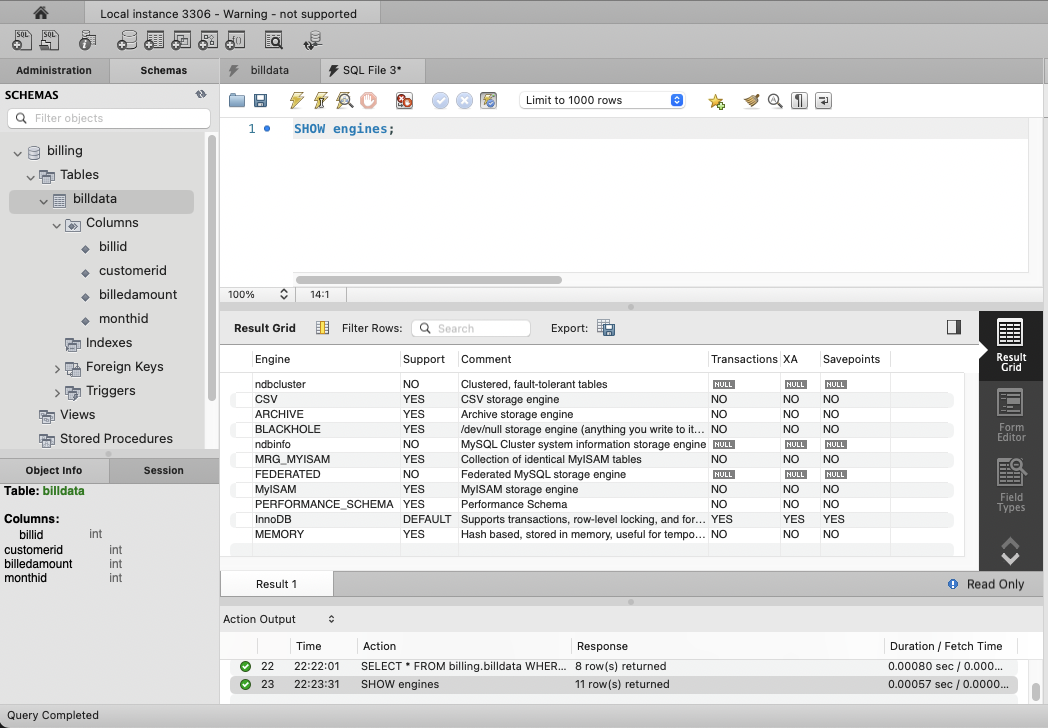 Local instance 3306 - Warning - not supported
SQL SQL
Administration Schemas billdata SQL File 3*
SCHEMAS
Filter objects
Limit to 1000 rows
billing
Tables
billdata
Columns
billid
customerid
billedamount
monthid
Indexes
Foreign Keys
Triggers
Views
Stored Procedures
1 SHOW engines;
100% 14:1
Result Grid Filter Rows: Search Export:
Engine Support Comment Transactions XA Savepoints
ndbcluster NO Clustered, fault-tolerant tables NULL NULL NULL
CSV YES CSV storage engine NO NO NO
ARCHIVE YES Archive storage engine NO NO NO
BLACKHOLE YES /dev/null storage engine (anything you write to it... NO NO NO
ndbinfo NO MySQL Cluster system information storage engine NULL NULL NULL
MRG_MYISAM YES Collection of identical MyISAM tables NO NO NO
FEDERATED NO Federated MySQL storage engine NULL NULL NULL
MyISAM YES MyISAM storage engine NO NO NO
PERFORMANCE_SCHEMA YES Performance Schema NO NO NO
InnoDB DEFAULT Supports transactions, row-level locking, and for... YES YES YES
MEMORY YES Hash based, stored in memory, useful for tempo... NO NO NO
Result
Grid
Form
Editor
Field
Types
Object Info Session
Table: billdata
Columns:
billid int
customerid int
billedamount int
monthid int
Result 1 Read Only
Action Output
Time Action Response Duration / Fetch Time
22 22:22:01 SELECT * FROM billing.billdata WHER... 8 row(s) returned 0.00080 sec / 0.000...
23 22:23:31 SHOW engines 11 row(s) returned 0.00057 sec / 0.0000...
Query Completed